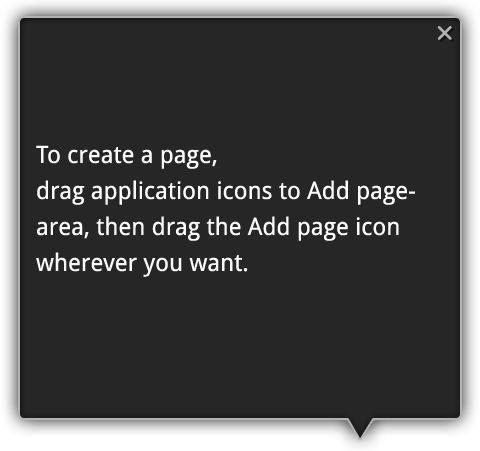 To create a page,
drag application icons to Add page-
area, then drag the Add page icon
wherever you want.